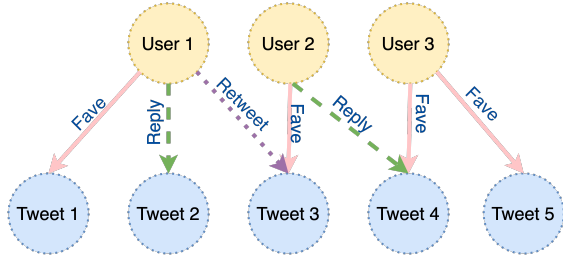 User 1
User 2
User 3
Fave
Reply
Retweet
Fave
Reply
Fave
Fave
Tweet 1
Tweet 2
Tweet 3
Tweet 4
Tweet 5